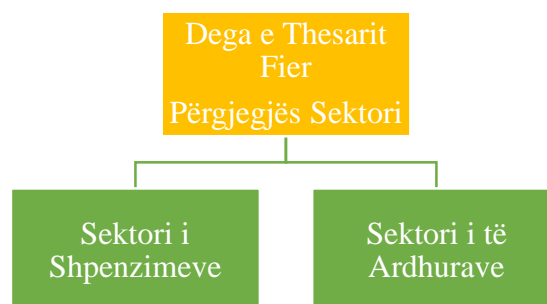 Dega e Thesarit
Fier
Përgjegjës Sektori
Sektori i
Shpenzimeve
Sektori i të
Ardhurave